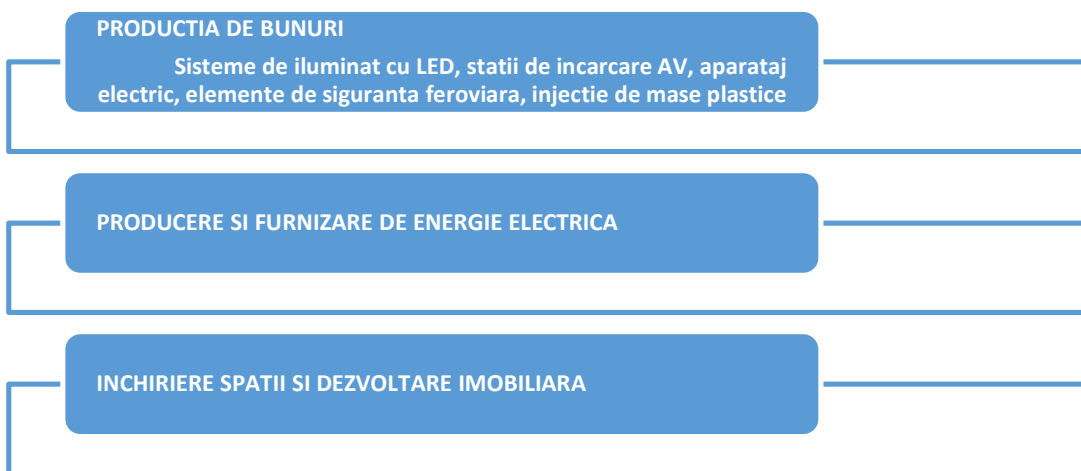 PRODUCTIA DE BUNURI
Sisteme de iluminat cu LED, statii de incarcare AV, aparataj
electric, elemente de siguranta feroviara, injectie de mase plastice
PRODUCERE SI FURNIZARE DE ENERGIE ELECTRICA
INCHIRIERE SPATII SI DEZVOLTARE IMOBILIARA